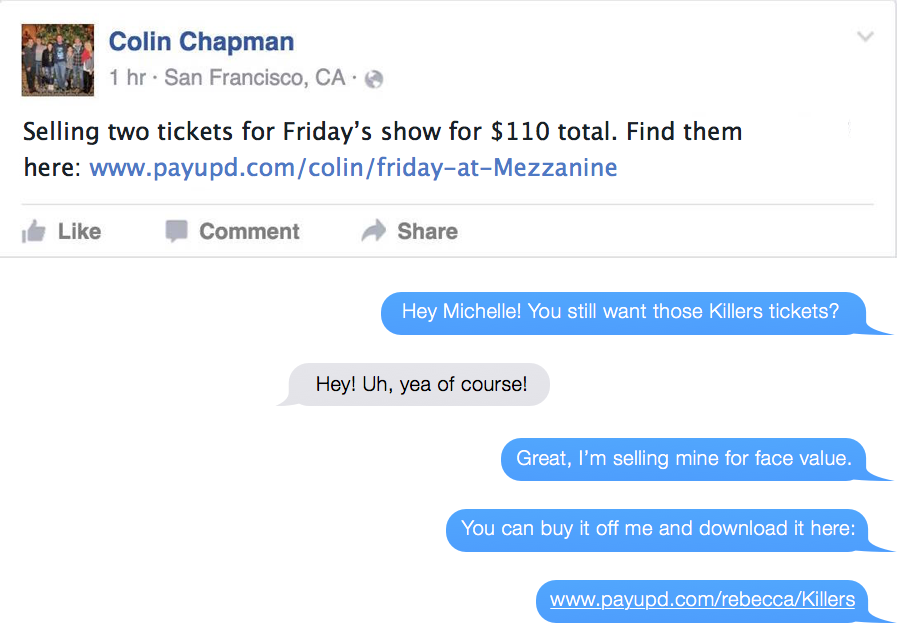 Colin Chapman
1 hr · San Francisco, CA ·
Selling two tickets for Friday’s show for $110 total. Find them
here: www.payupd.com/colin/friday-at-Mezzanine
Like Comment Share
Hey Michelle! You still want those Killers tickets?
Hey! Uh, yea of course!
Great, I’m selling mine for face value.
You can buy it off me and download it here:
www.payupd.com/rebecca/Killers